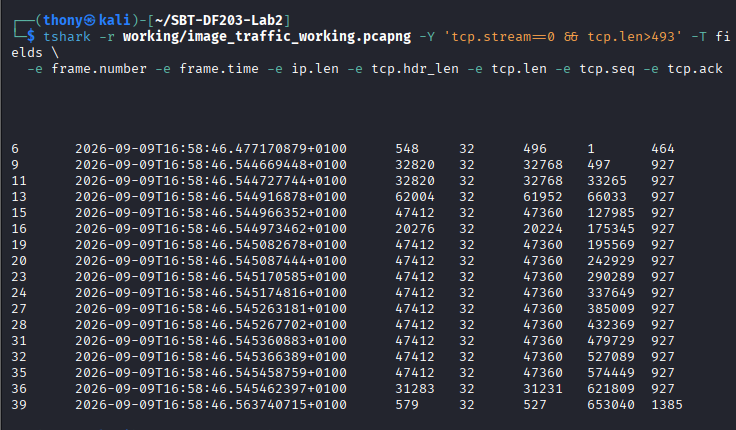 ┌──(thony㉿kali)-[~/SBT-DF203-Lab2]
└─$ tshark -r working/image_traffic_working.pcapng -Y 'tcp.stream==0 && tcp.len>493' -T fi
elds \
-e frame.number -e frame.time -e ip.len -e tcp.hdr_len -e tcp.len -e tcp.seq -e tcp.ack
6 2026-09-09T16:58:46.477170879+0100 548 32 496 1 464
9 2026-09-09T16:58:46.544669448+0100 32820 32 32768 497 927
11 2026-09-09T16:58:46.544727744+0100 32820 32 32768 33265 927
13 2026-09-09T16:58:46.544916878+0100 62004 32 61952 66033 927
15 2026-09-09T16:58:46.544966352+0100 47412 32 47360 127985 927
16 2026-09-09T16:58:46.544973462+0100 20276 32 20224 175345 927
19 2026-09-09T16:58:46.545082678+0100 47412 32 47360 195569 927
20 2026-09-09T16:58:46.545087444+0100 47412 32 47360 242929 927
23 2026-09-09T16:58:46.545170585+0100 47412 32 47360 290289 927
24 2026-09-09T16:58:46.545174816+0100 47412 32 47360 337649 927
27 2026-09-09T16:58:46.545263181+0100 47412 32 47360 385009 927
28 2026-09-09T16:58:46.545267702+0100 47412 32 47360 432369 927
31 2026-09-09T16:58:46.545360883+0100 47412 32 47360 479729 927
32 2026-09-09T16:58:46.545366389+0100 47412 32 47360 527089 927
35 2026-09-09T16:58:46.545458759+0100 47412 32 47360 574449 927
36 2026-09-09T16:58:46.545462397+0100 31283 32 31231 621809 927
39 2026-09-09T16:58:46.563740715+0100 579 32 527 653040 1385